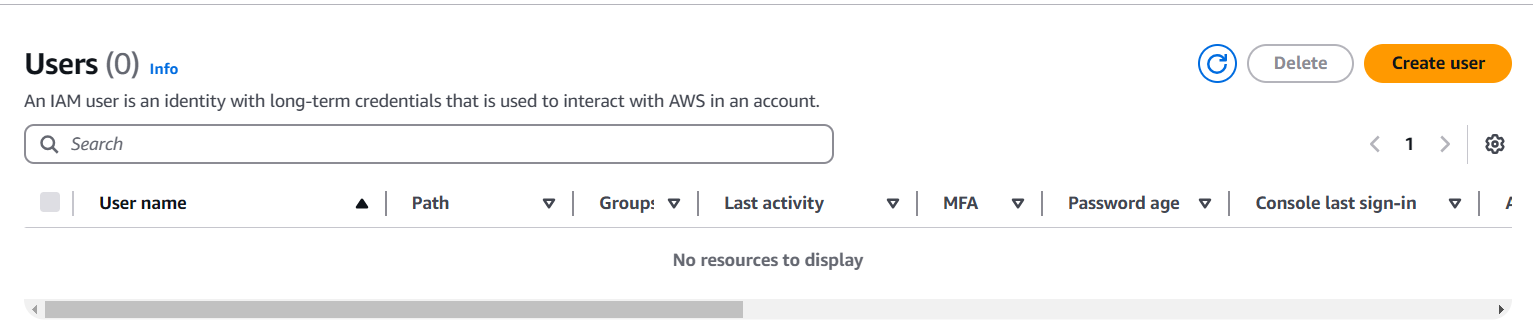 Users (0) Info
Delete
Create user
An IAM user is an identity with long-term credentials that is used to interact with AWS in an account.
Search
1
User name Path Groups Last activity MFA Password age Console last sign-in
No resources to display